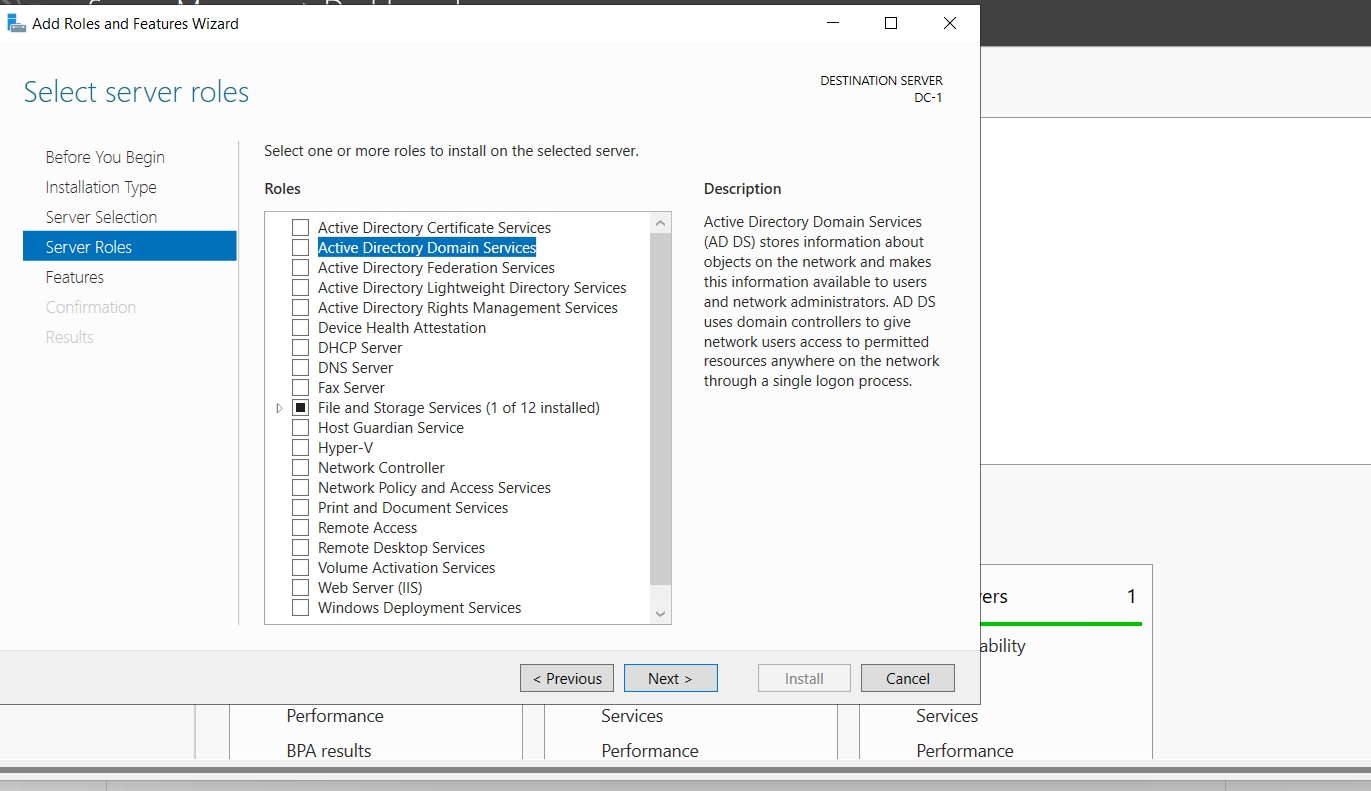 Add Roles and Features Wizard
Select server roles
DESTINATION SERVER
DC-1
Before You Begin
Installation Type
Server Selection
Server Roles
Features
Confirmation
Results
Select one or more roles to install on the selected server.
Roles
Active Directory Certificate Services
Active Directory Domain Services
Active Directory Federation Services
Active Directory Lightweight Directory Services
Active Directory Rights Management Services
Device Health Attestation
DHCP Server
DNS Server
Fax Server
File and Storage Services (1 of 12 installed)
Host Guardian Service
Hyper-V
Network Controller
Network Policy and Access Services
Print and Document Services
Remote Access
Remote Desktop Services
Volume Activation Services
Web Server (IIS)
Windows Deployment Services
Description
Active Directory Domain Services
(AD DS) stores information about
objects on the network and makes
this information available to users
and network administrators. AD DS
uses domain controllers to give
network users access to permitted
resources anywhere on the network
through a single logon process.
< Previous
Next >
Install
Cancel
vers 1
ability
Performance
Services
Services
BPA results
Performance
Performance